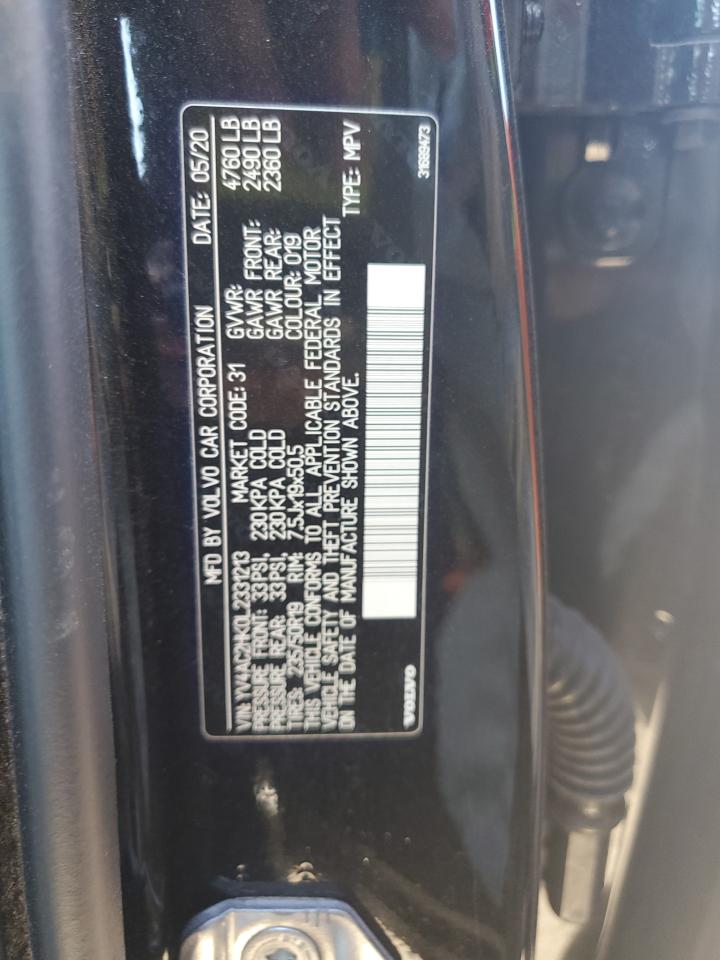 MFD BY VOLVO CAR CORPORATION DATE: 05/20
VIN: YV4AC2HK0L2331213 MARKET CODE: 31 GVWR: 4760 LB
PRESSURE FRONT: 33PSI, 230KPA COLD GAWR FRONT: 2490 LB
PRESSURE REAR: 33PSI, 230KPA COLD GAWR REAR: 2360 LB
TIRES: 235/50R19 RIM: 7.5Jx19x50,5 COLOUR: 019
THIS VEHICLE CONFORMS TO ALL APPLICABLE FEDERAL MOTOR
VEHICLE SAFETY AND THEFT PREVENTION STANDARDS IN EFFECT
ON THE DATE OF MANUFACTURE SHOWN ABOVE. TYPE: MPV
VOLVO 31689473